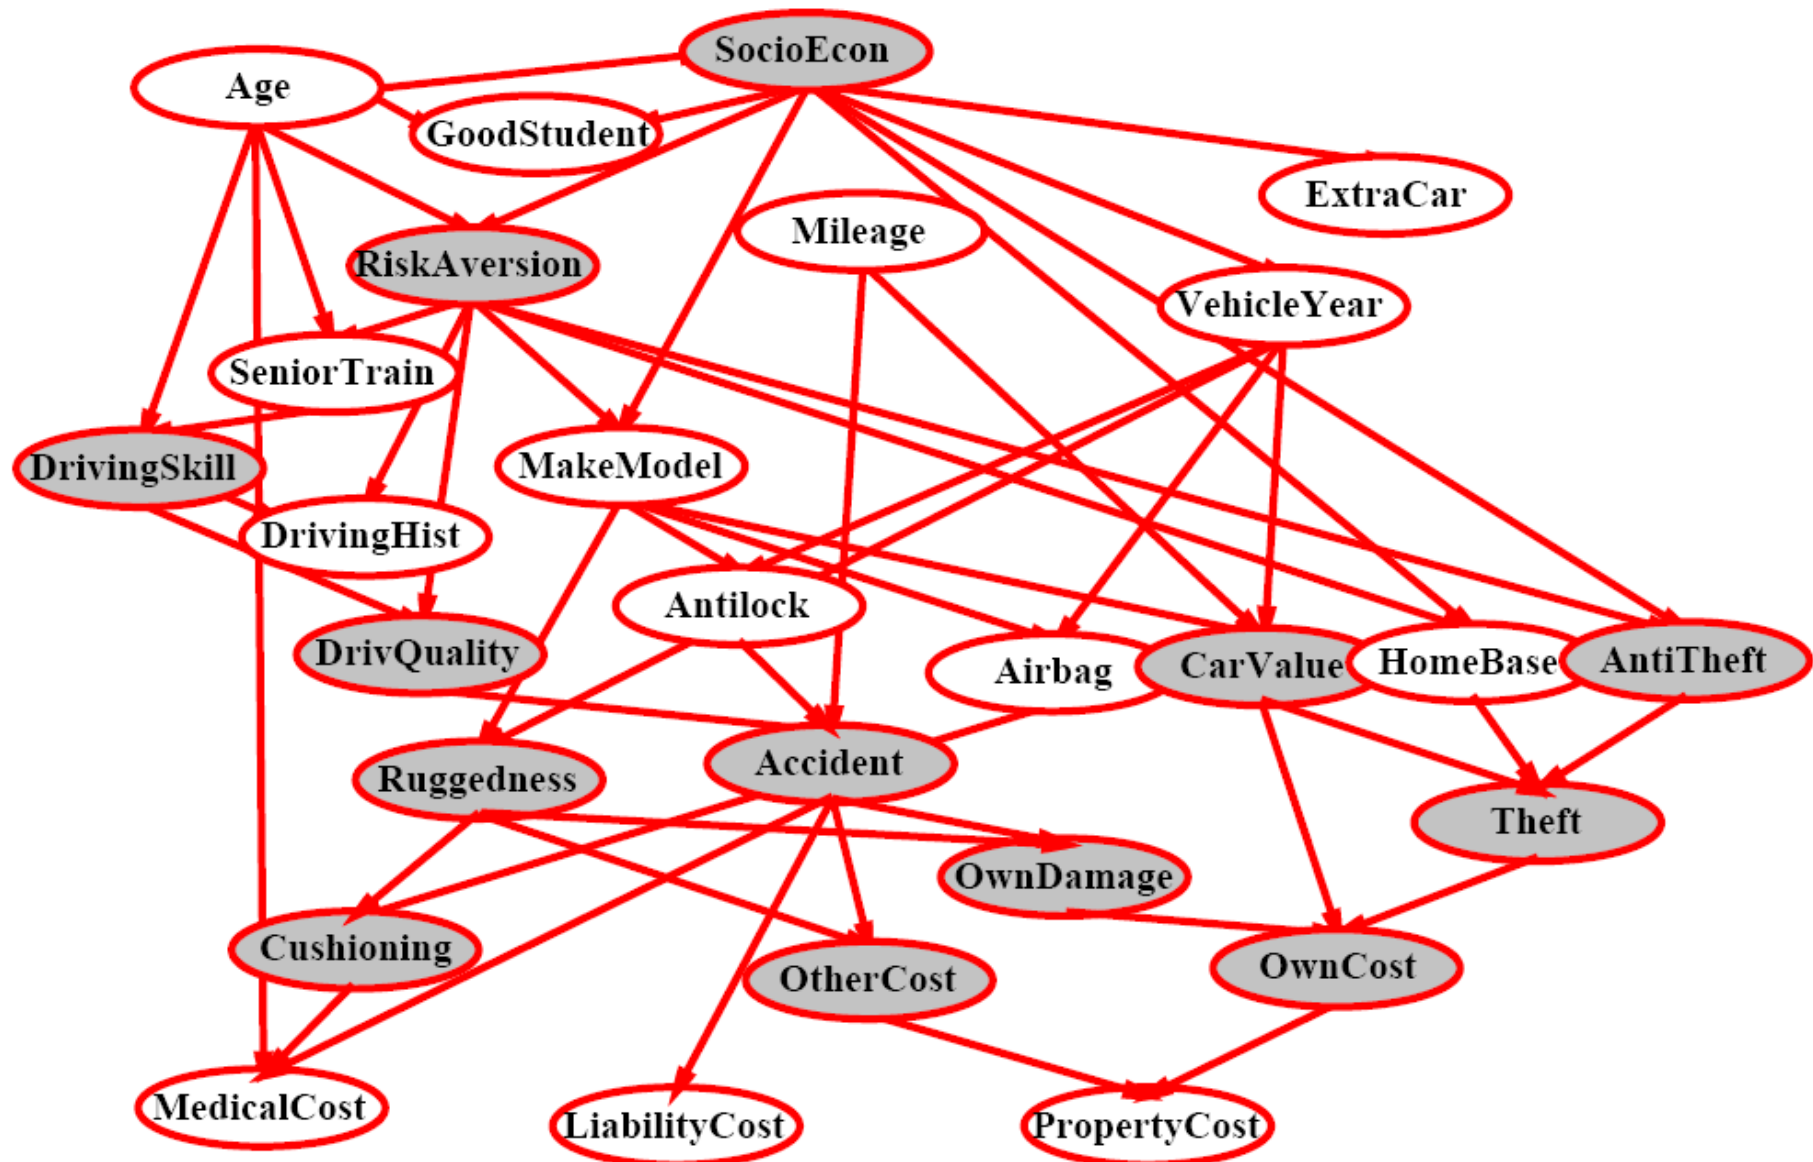 SocioEcon
Age
GoodStudent
ExtraCar
Mileage
RiskAversion
VehicleYear
SeniorTrain
DrivingSkill
MakeModel
DrivingHist
Antilock
DrivQuality
Airbag
CarValue
HomeBase
AntiTheft
Ruggedness
Accident
Theft
OwnDamage
Cushioning
OtherCost
OwnCost
MedicalCost
LiabilityCost
PropertyCost